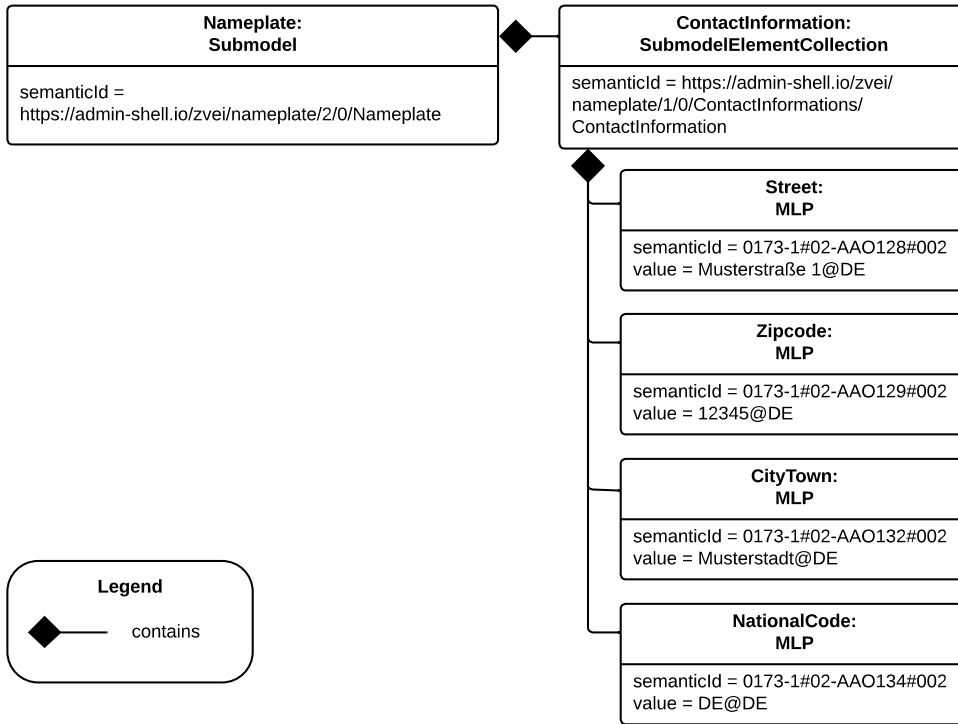 Nameplate:
Submodel
semanticId =
https://admin-shell.io/zvei/nameplate/2/0/Nameplate
ContactInformation:
SubmodelElementCollection
semanticId = https://admin-shell.io/zvei/
nameplate/1/0/ContactInformations/
ContactInformation
Street:
MLP
semanticId = 0173-1#02-AAO128#002
value = Musterstraße 1@DE
Zipcode:
MLP
semanticId = 0173-1#02-AAO129#002
value = 12345@DE
CityTown:
MLP
semanticId = 0173-1#02-AAO132#002
value = Musterstadt@DE
NationalCode:
MLP
semanticId = 0173-1#02-AAO134#002
value = DE@DE
Legend
contains